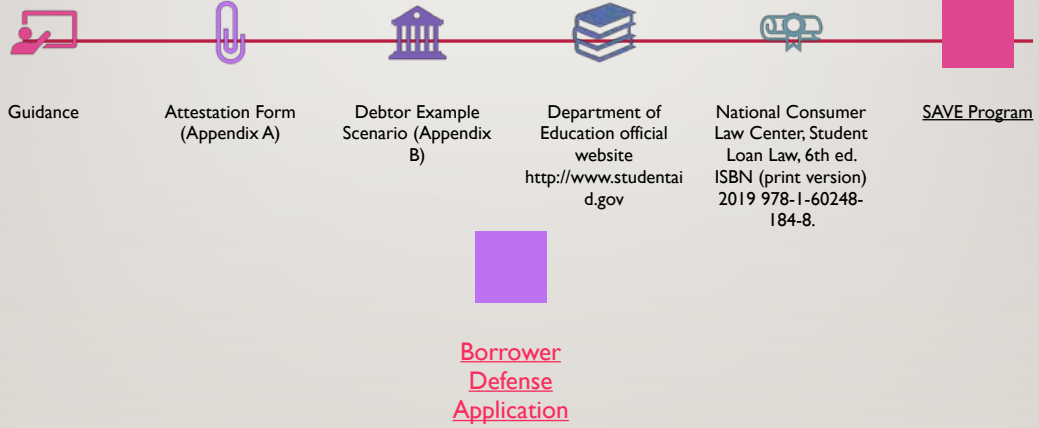 Guidance
Attestation Form
(Appendix A)
Debtor Example
Scenario (Appendix
B)
Department of
Education official
website
http://www.studentai
d.gov
National Consumer
Law Center, Student
Loan Law, 6th ed.
ISBN (print version)
2019 978-1-60248-
184-8.
SAVE Program
Borrower
Defense
Application